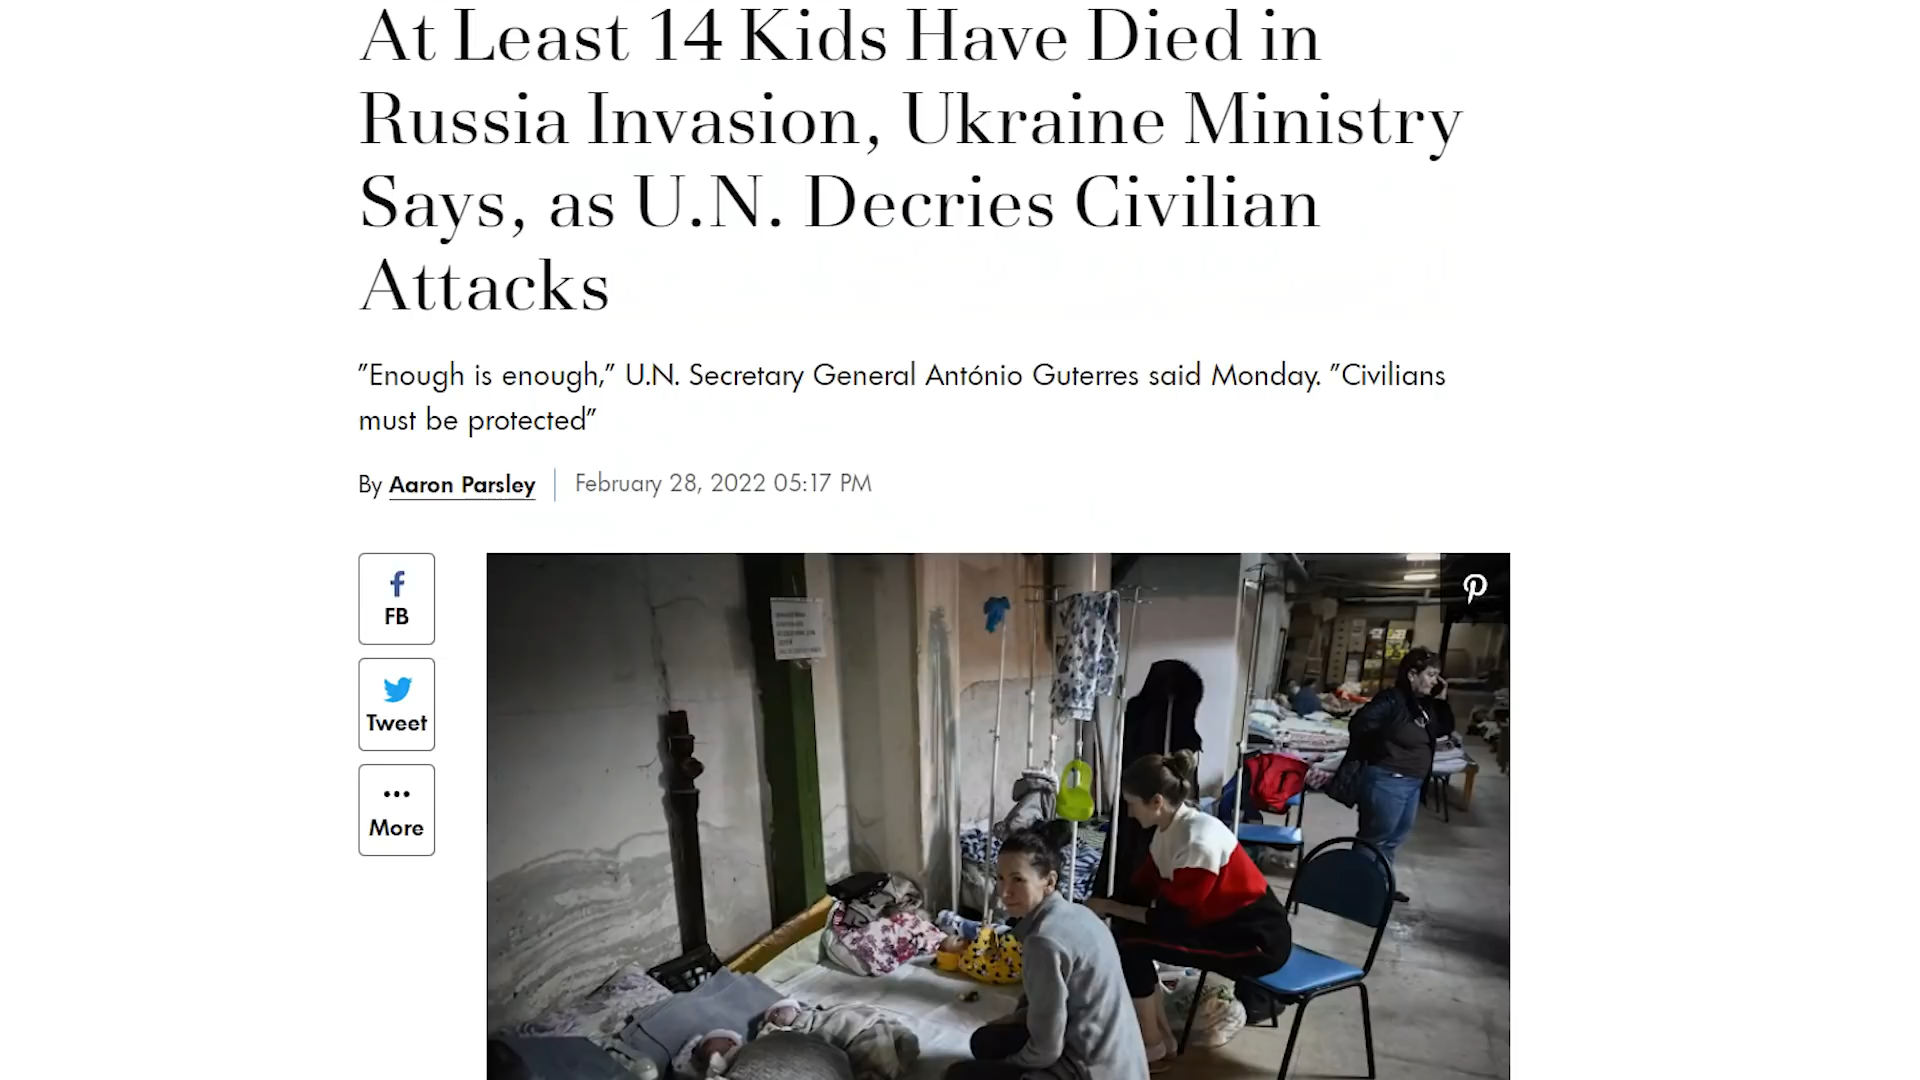 At Least 14 Kids Have Died in
Russia Invasion, Ukraine Ministry
Says, as U.N. Decries Civilian
Attacks
"Enough is enough," U.N. Secretary General António Guterres said Monday. "Civilians
must be protected"
By Aaron Parsley | February 28, 2022 05:17 PM
FB
Tweet
More